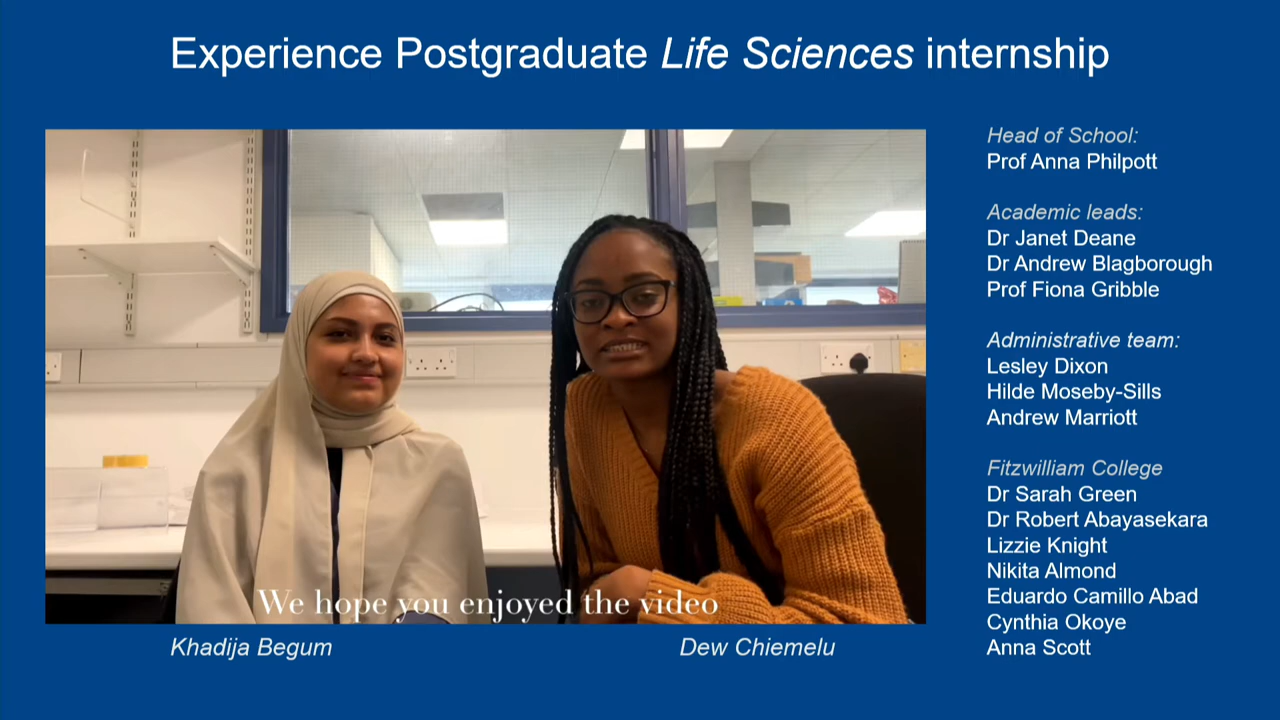 Experience Postgraduate Life Sciences internship
We hope you enjoyed the video
Khadija Begum
Dew Chiemelu
Head of School:
Prof Anna Philpott
Academic leads:
Dr Janet Deane
Dr Andrew Blagborough
Prof Fiona Gribble
Administrative team:
Lesley Dixon
Hilde Moseby-Sills
Andrew Marriott
Fitzwilliam College
Dr Sarah Green
Dr Robert Abayasekara
Lizzie Knight
Nikita Almond
Eduardo Camillo Abad
Cynthia Okoye
Anna Scott